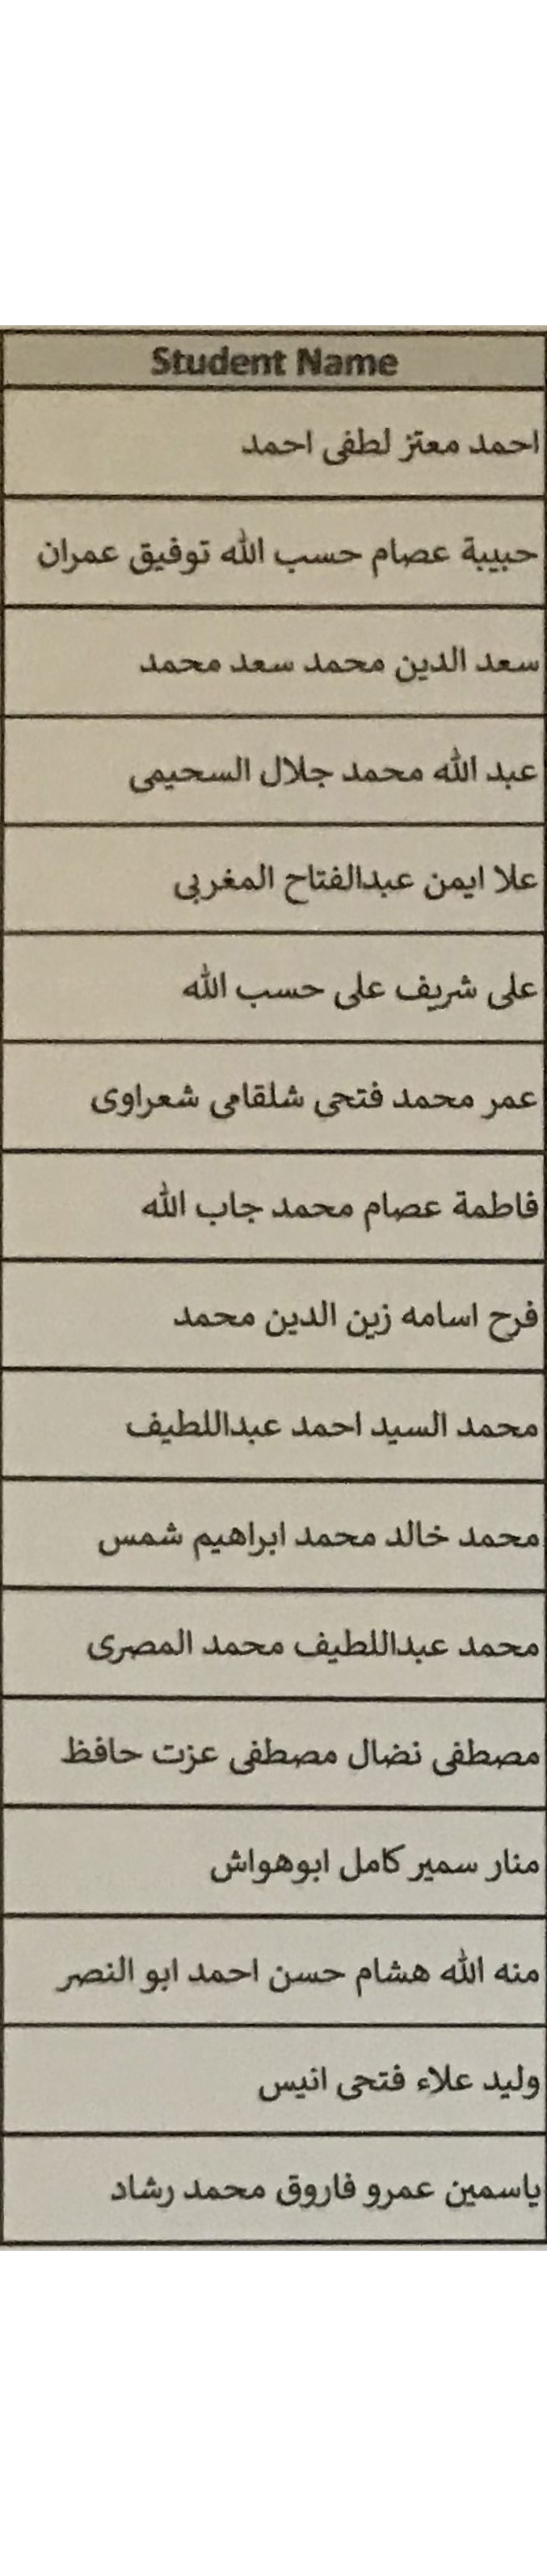 Student Name
احمد معتز لطفى احمد
حبيبة عصام حسب الله توفيق عمران
سعد الدين محمد سعد محمد
عبد الله محمد جلال السحيمى
علا ايمن عبدالفتاح المغربى
على شريف على حسب الله
عمر محمد فتحى شلقامى شعراوى
فاطمة عصام محمد جاب الله
فرح اسامه زين الدين محمد
محمد السيد احمد عبداللطيف
محمد خالد محمد ابراهيم شمس
محمد عبداللطيف محمد المصرى
مصطفى نضال مصطفى عزت حافظ
منار سمير كامل ابوهواش
منه الله هشام حسن احمد ابو النصر
وليد علاء فتحى انيس
ياسمين عمرو فاروق محمد رشاد